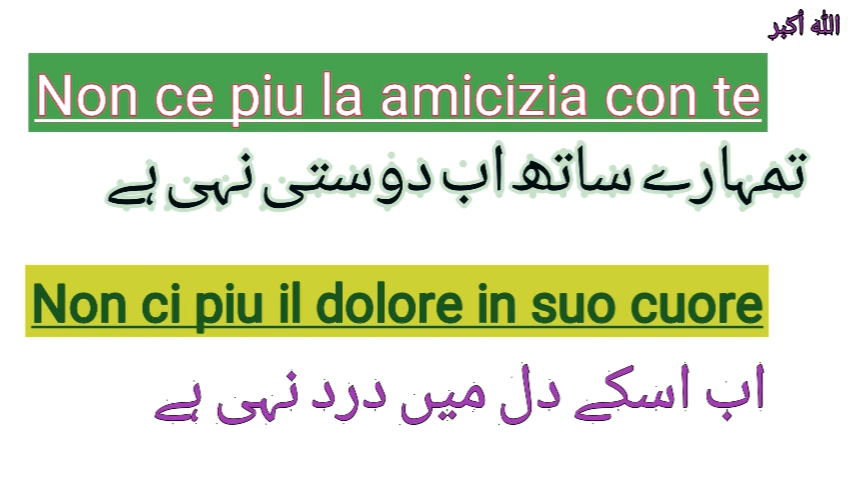 الله أكبر
Non ce piu la amicizia con te
تمہارے ساتھ اب دوستی نہی ہے
Non ci piu il dolore in suo cuore
اب اسکے دل میں درد نہی ہے